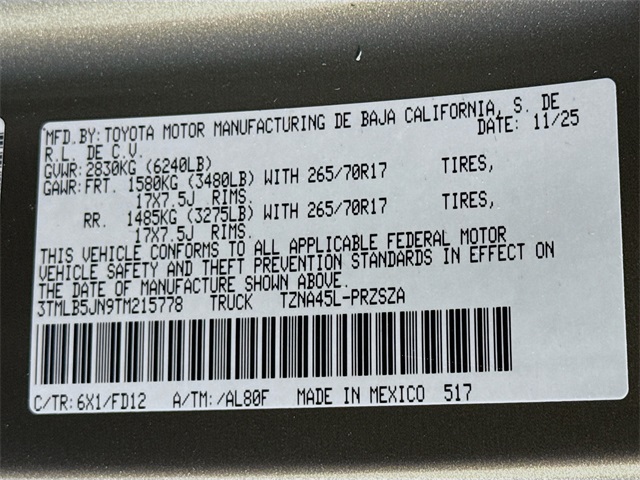 MFD.BY:TOYOTA MOTOR MANUFACTURING DE BAJA CALIFORNIA, S. DE
R.L. DE C.V. DATE: 11/25
GVWR: 2830KG (6240LB)
GAWR:FRT. 1580KG (3480LB) WITH 265/70R17 TIRES,
17X7.5J RIMS.
RR. 1485KG (3275LB) WITH 265/70R17 TIRES,
17X7.5J RIMS.
THIS VEHICLE CONFORMS TO ALL APPLICABLE FEDERAL MOTOR
VEHICLE SAFETY AND THEFT PREVENTION STANDARDS IN EFFECT ON
THE DATE OF MANUFACTURE SHOWN ABOVE.
3TMLB5JN9TM215778 TRUCK TZNA45L-PRZSZA
C/TR: 6X1/FD12 A/TM: /AL80F MADE IN MEXICO 517